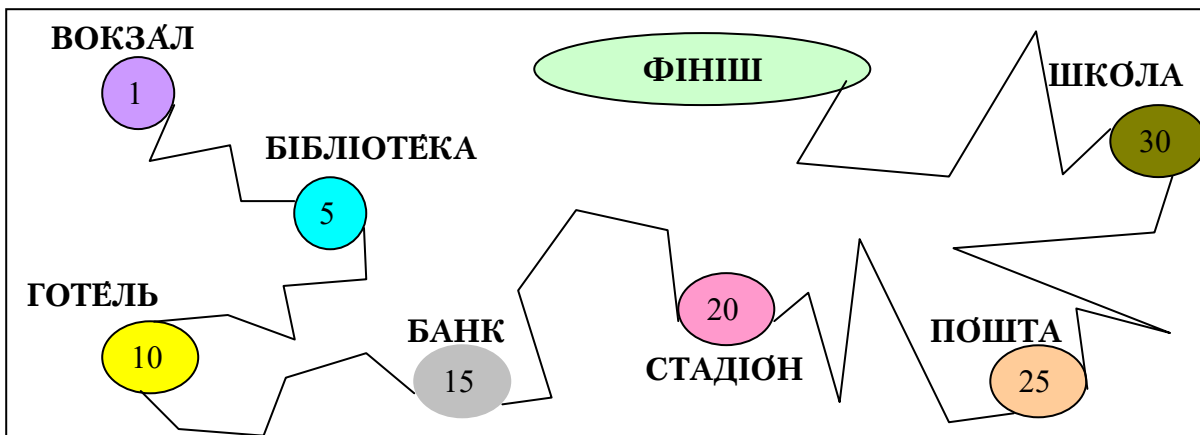 ВОКЗА́Л
1
ФІНІШ
ШКО́ЛА
30
БІБЛІОТЕ́КА
5
ГОТЕ́ЛЬ
10
БАНК
15
20
СТАДІО́Н
ПО́ШТА
25